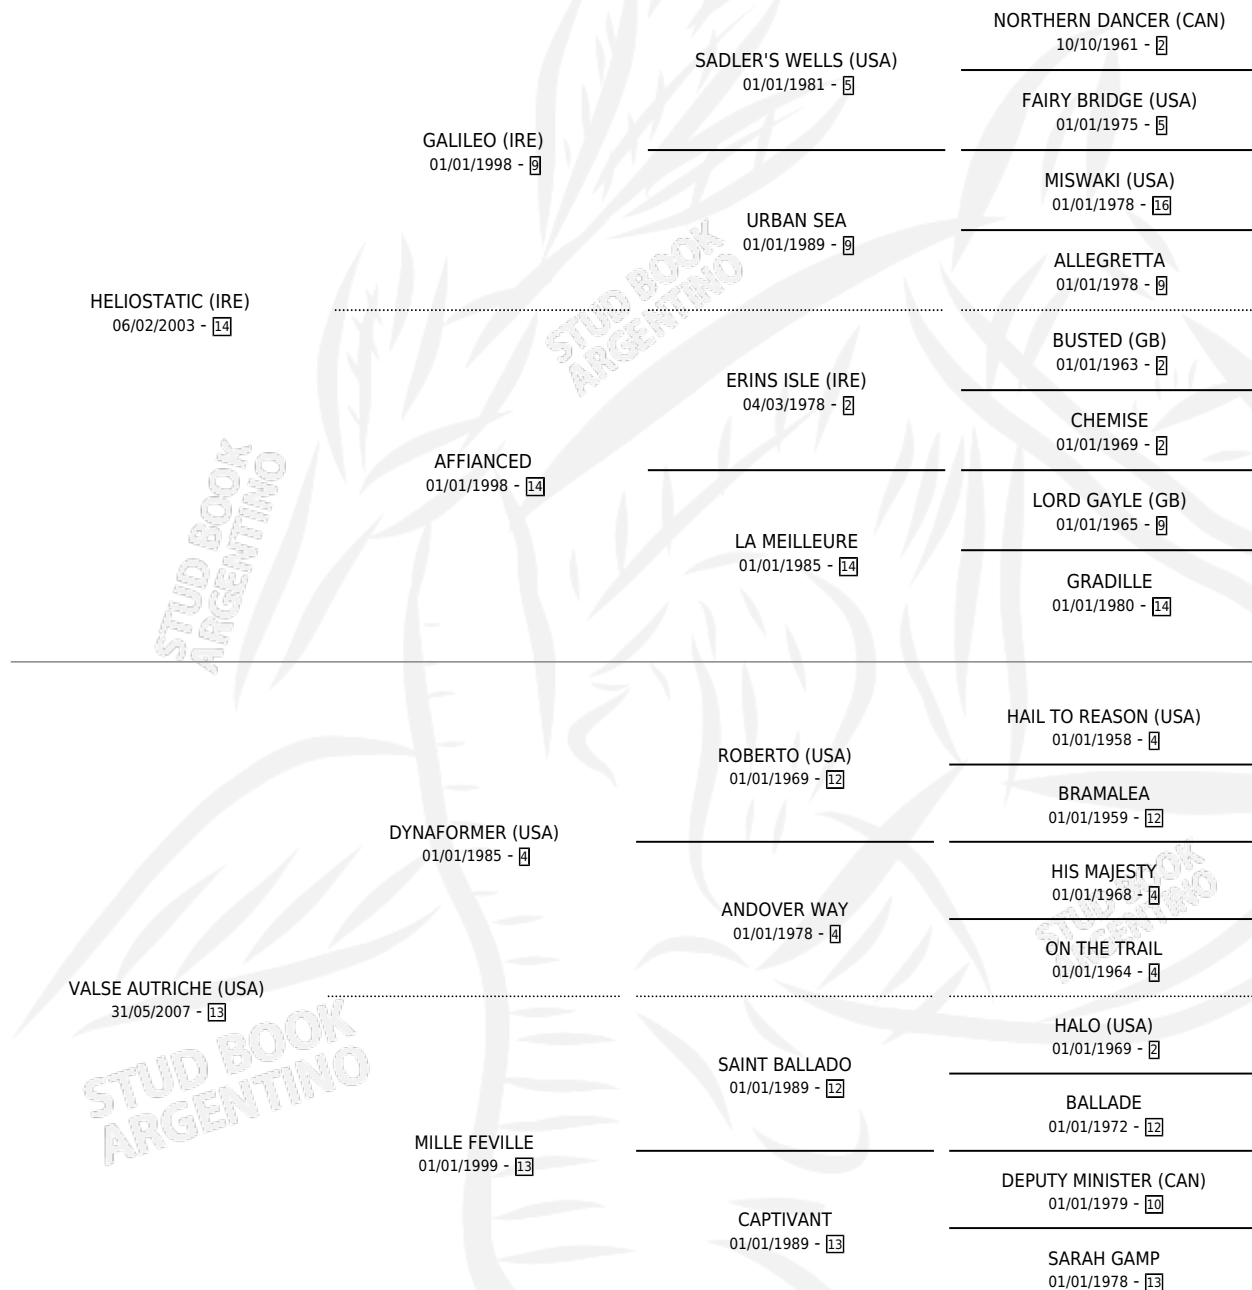 NORTHERN DANCER (CAN)
10/10/1961 - 2
SADLER'S WELLS (USA)
01/01/1981 - 5
FAIRY BRIDGE (USA)
01/01/1975 - 5
GALILEO (IRE)
01/01/1998 - 9
MISWAKI (USA)
01/01/1978 - 16
URBAN SEA
01/01/1989 - 9
ALLEGRETTA
01/01/1978 - 9
HELIOSTATIC (IRE)
06/02/2003 - 14
BUSTED (GB)
01/01/1963 - 2
ERINS ISLE (IRE)
04/03/1978 - 2
CHEMISE
01/01/1969 - 2
AFFIANCED
01/01/1998 - 14
LORD GAYLE (GB)
01/01/1965 - 9
LA MEILLEURE
01/01/1985 - 14
GRADILLE
01/01/1980 - 14
HAIL TO REASON (USA)
01/01/1958 - 4
ROBERTO (USA)
01/01/1969 - 12
BRAMALEA
01/01/1959 - 12
DYNAFORMER (USA)
01/01/1985 - 4
HIS MAJESTY
01/01/1968 - 4
ANDOVER WAY
01/01/1978 - 4
ON THE TRAIL
01/01/1964 - 4
VALSE AUTRICHE (USA)
31/05/2007 - 13
HALO (USA)
01/01/1969 - 2
SAINT BALLADO
01/01/1989 - 12
BALLADE
01/01/1972 - 12
MILLE FEVILLE
01/01/1999 - 13
DEPUTY MINISTER (CAN)
01/01/1979 - 10
CAPTIVANT
01/01/1989 - 13
SARAH GAMP
01/01/1978 - 13
STUD BOOK
ARGENTINO
STUD BOOK
ARGENTINO
STUD BOOK
ARGENTINO
STUD BOOK
ARGENTINO